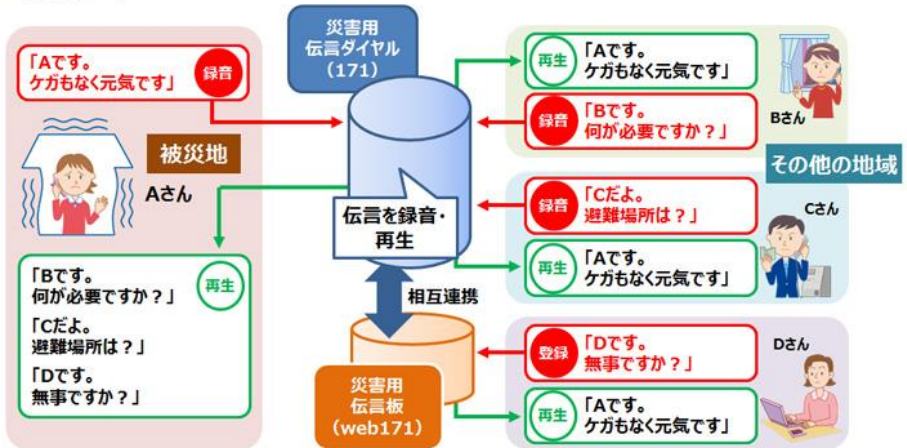 災害用
伝言ダイヤル
（171）
「Aです。
ケガもなく元気です」
録音
被災地
Aさん
再生
「Bです。
何が必要ですか？」
「Cだよ。
避難場所は？」
「Dです。
無事ですか？」
伝言を録音・
再生
相互連携
災害用
伝言板
（web171）
再生
「Aです。
ケガもなく元気です」
録音
「Bです。
何が必要ですか？」
Bさん
その他の地域
録音
「Cだよ。
避難場所は？」
Cさん
再生
「Aです。
ケガもなく元気です」
登録
「Dです。
無事ですか？」
Dさん
再生
「Aです。
ケガもなく元気です」